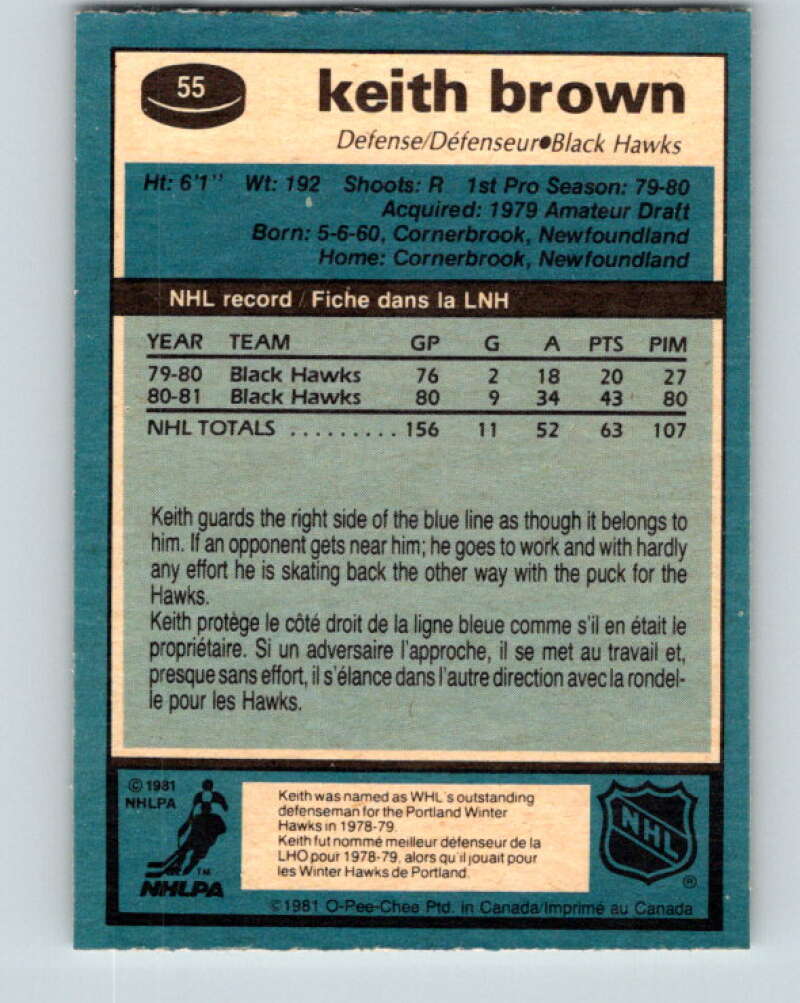 55
keith brown
Defense/Défenseur●Black Hawks
Ht: 6'1" Wt: 192 Shoots: R 1st Pro Season: 79-80
Acquired: 1979 Amateur Draft
Born: 5-6-60, Cornerbrook, Newfoundland
Home: Cornerbrook, Newfoundland
NHL record / Fiche dans la LNH
YEAR TEAM GP G A PTS PIM
79-80 Black Hawks 76 2 18 20 27
80-81 Black Hawks 80 9 34 43 80
NHL TOTALS .......... 156 11 52 63 107
Keith guards the right side of the blue line as though it belongs to
him. If an opponent gets near him; he goes to work and with hardly
any effort he is skating back the other way with the puck for the
Hawks.
Keith protège le côté droit de la ligne bleue comme s'il en était le
propriétaire. Si un adversaire l'approche, il se met au travail et,
presque sans effort, il s'élance dans l'autre direction avec la rondel-
le pour les Hawks.
© 1981
NHLPA
TM
NHLPA
Keith was named as WHL's outstanding
defenseman for the Portland Winter
Hawks in 1978-79.
Keith fut nommé meilleur défenseur de la
LHO pour 1978-79, alors qu'il jouait pour
les Winter Hawks de Portland.
NHL
®
©1981 O-Pee-Chee Ptd. in Canada/Imprimé au Canada